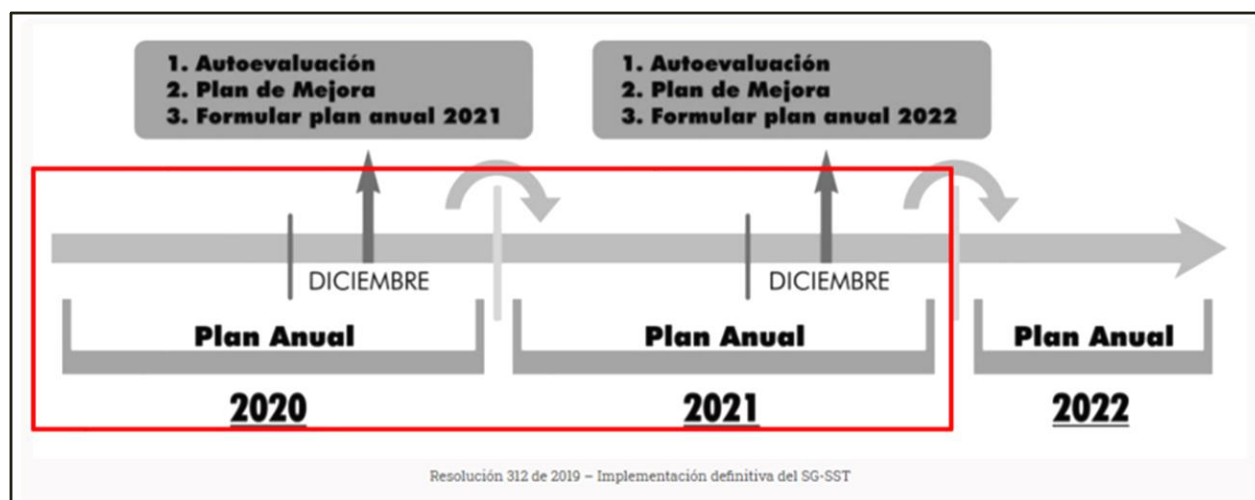 1. Autoevaluación
2. Plan de Mejora
3. Formular plan anual 2021
1. Autoevaluación
2. Plan de Mejora
3. Formular plan anual 2022
DICIEMBRE
DICIEMBRE
Plan Anual
Plan Anual
Plan Anual
2020
2021
2022
Resolución 312 de 2019 – Implementación definitiva del SG-SST